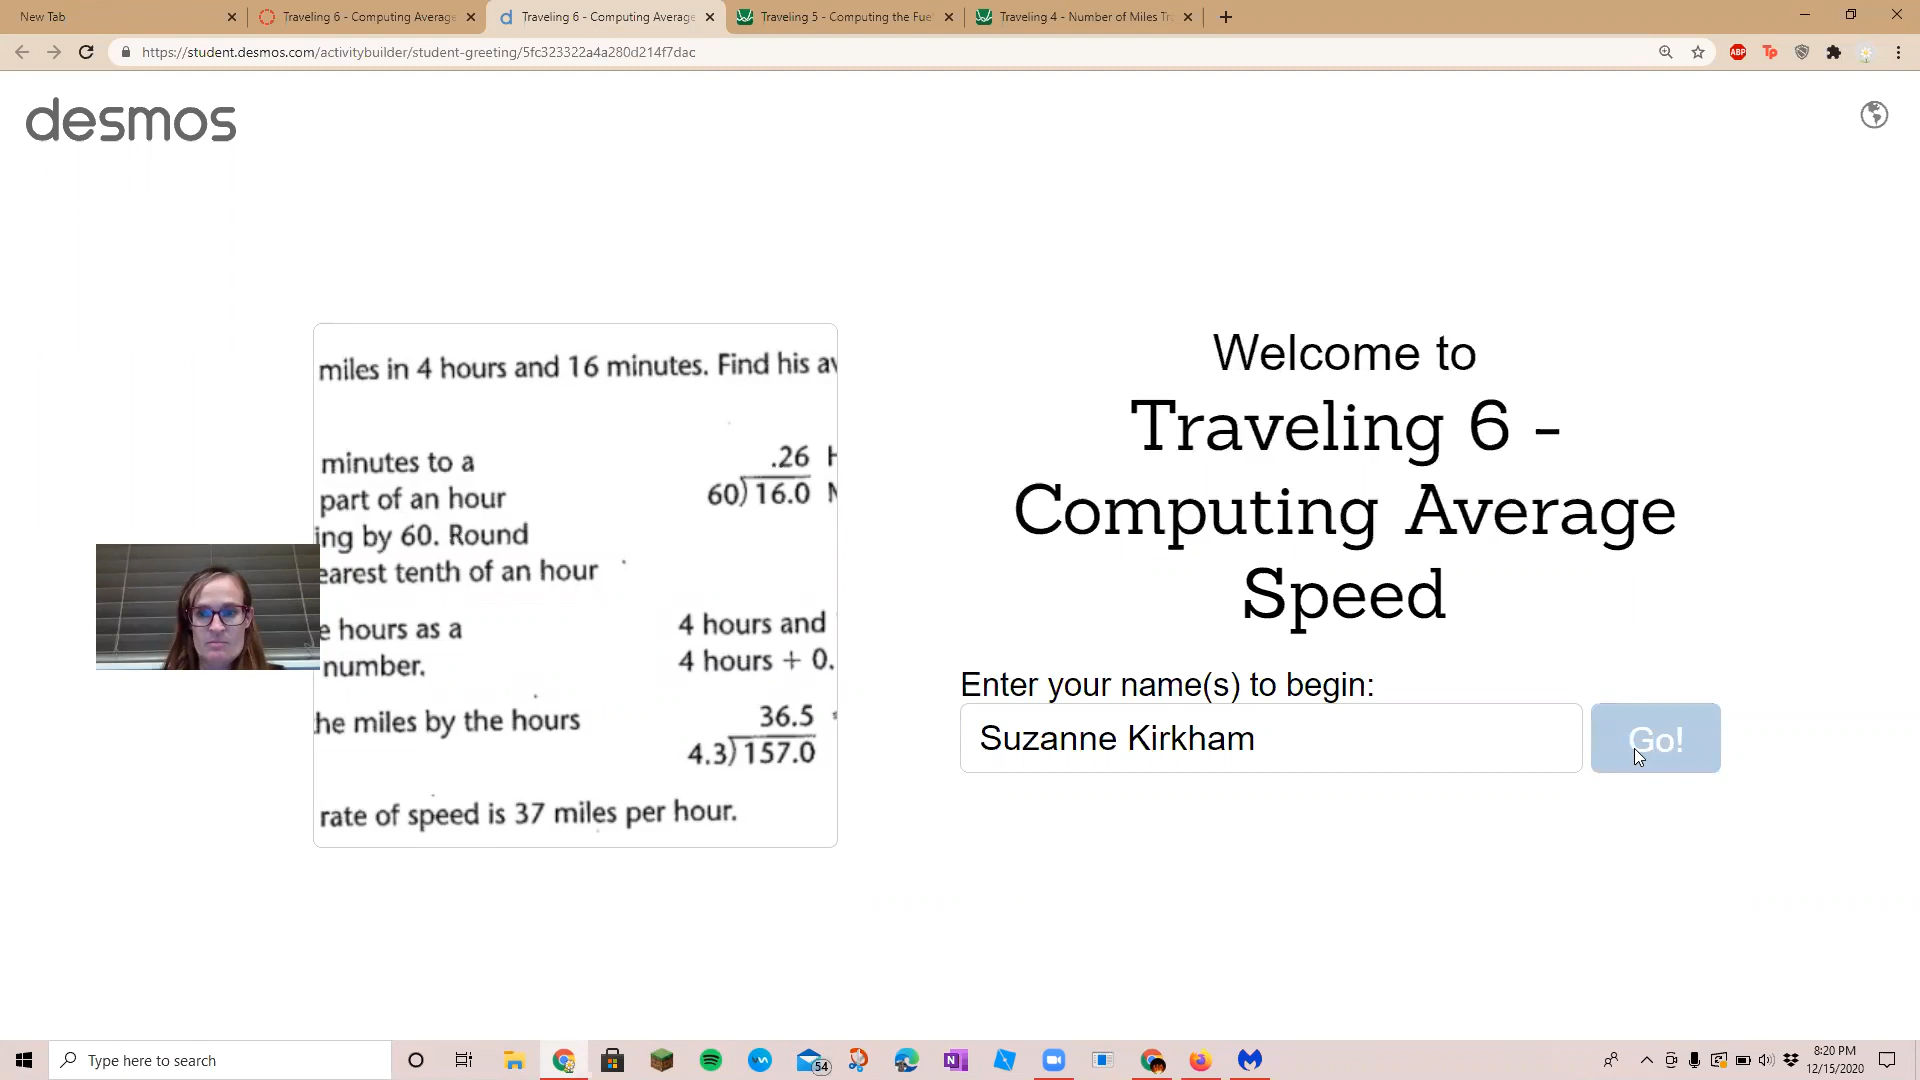 New Tab
Traveling 6 - Computing Average
Traveling 6 - Computing Average
Traveling 5 - Computing the Fue
Traveling 4 - Number of Miles Tr
https://student.desmos.com/activitybuilder/student-greeting/5fc323322a4a280d214f7dac
ABP
Tp
desmos
miles in 4 hours and 16 minutes. Find his av
minutes to a
part of an hour
ing by 60. Round
earest tenth of an hour
.26 H
60)16.0 M
e hours as a
number.
4 hours and
4 hours + 0.
he miles by the hours
36.5
4.3)157.0
rate of speed is 37 miles per hour.
Welcome to
Traveling 6 -
Computing Average
Speed
Enter your name(s) to begin:
Suzanne Kirkham
Go!
Type here to search
54
N
8:20 PM
12/15/2020